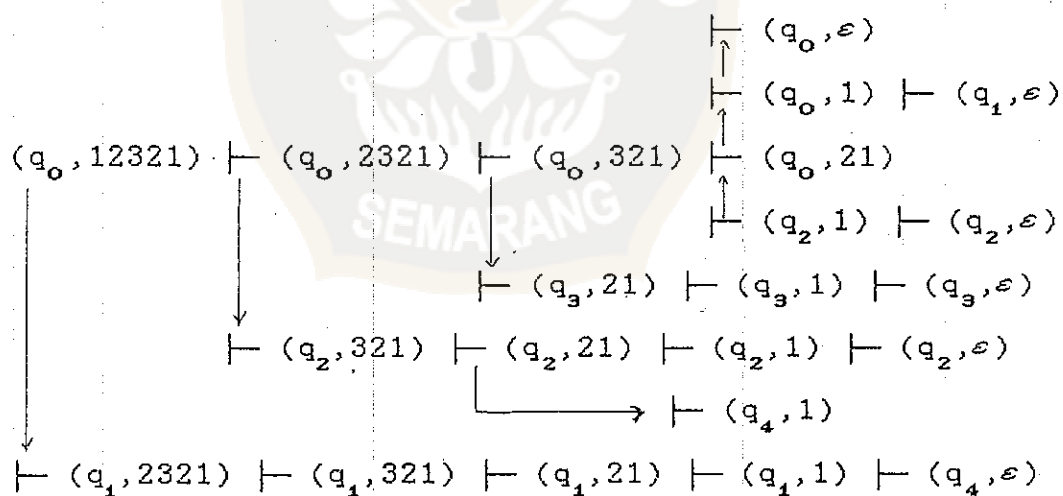 ⊢ (q₀,ε)
⊢ (q₀,1) ⊢ (q₁,ε)
(q₀,12321) ⊢ (q₀,2321) ⊢ (q₀,321) ⊢ (q₀,21)
SEMARANG
⊢ (q₂,1) ⊢ (q₂,ε)
⊢ (q₃,21) ⊢ (q₃,1) ⊢ (q₃,ε)
⊢ (q₂,321) ⊢ (q₂,21) ⊢ (q₂,1) ⊢ (q₂,ε)
⊢ (q₄,1)
⊢ (q₁,2321) ⊢ (q₁,321) ⊢ (q₁,21) ⊢ (q₁,1) ⊢ (q₄,ε)